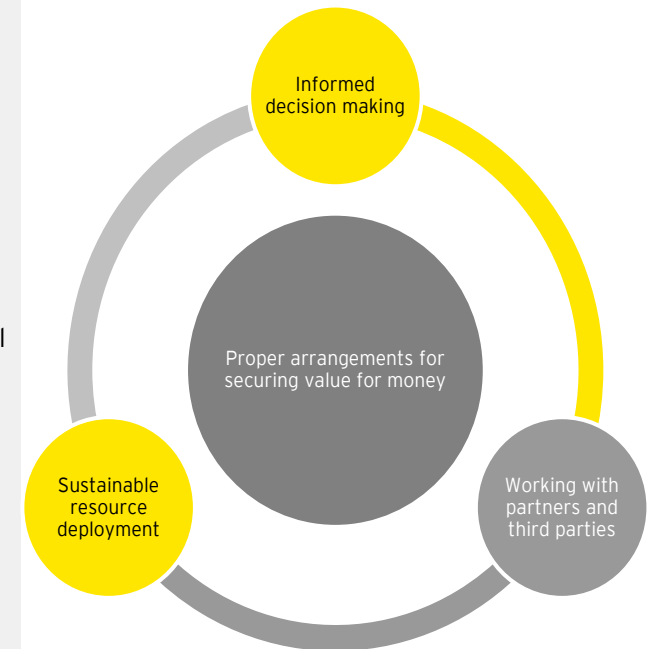 Informed
decision making
Proper arrangements for
securing value for money
Sustainable
resource
deployment
Working with
partners and
third parties